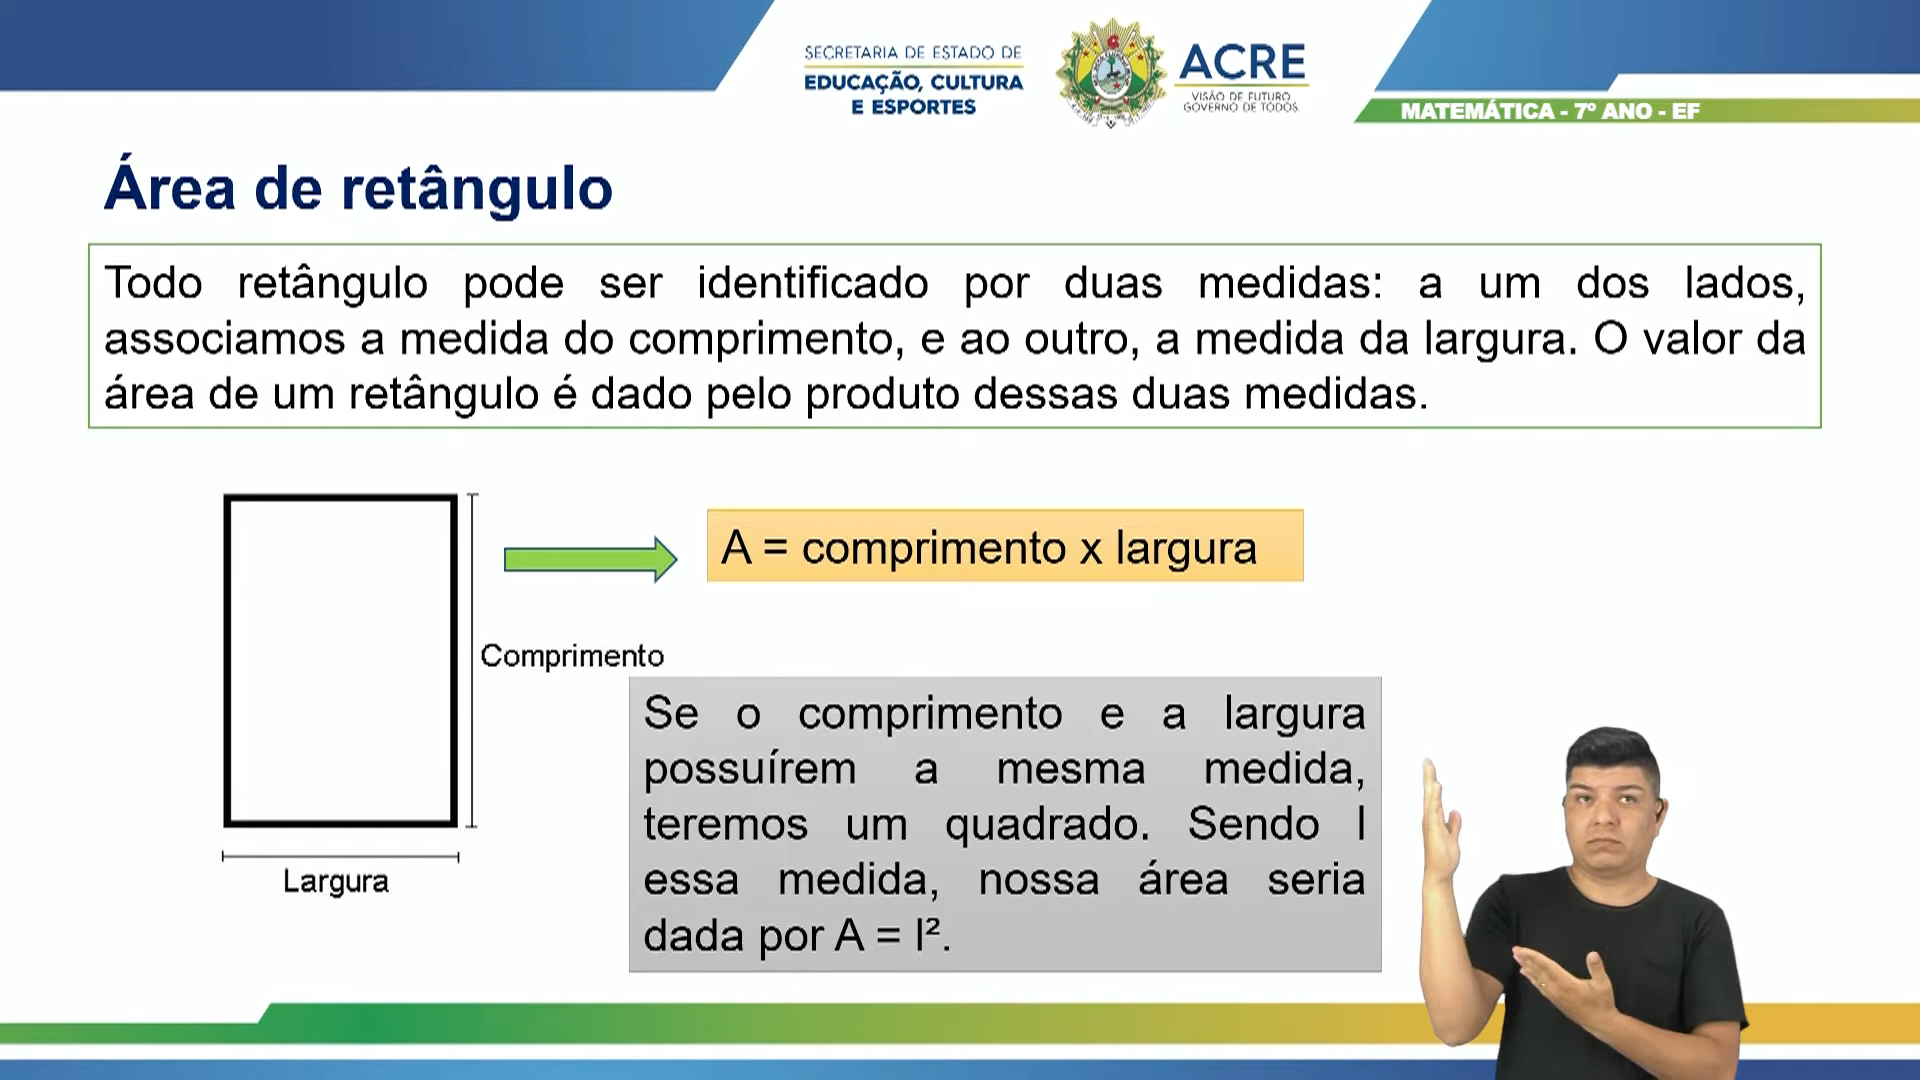 SECRETARIA DE ESTADO DE
EDUCAÇÃO, CULTURA
E ESPORTES
ACRE
VISÃO DE FUTURO
GOVERNO DE TODOS
MATEMÁTICA - 7º ANO - EF
Área de retângulo
Todo retângulo pode ser identificado por duas medidas: a um dos lados,
associamos a medida do comprimento, e ao outro, a medida da largura. O valor da
área de um retângulo é dado pelo produto dessas duas medidas.
A = comprimento x largura
Comprimento
Largura
Se o comprimento e a largura
possuírem a mesma medida,
teremos um quadrado. Sendo l
essa medida, nossa área seria
dada por A = l².